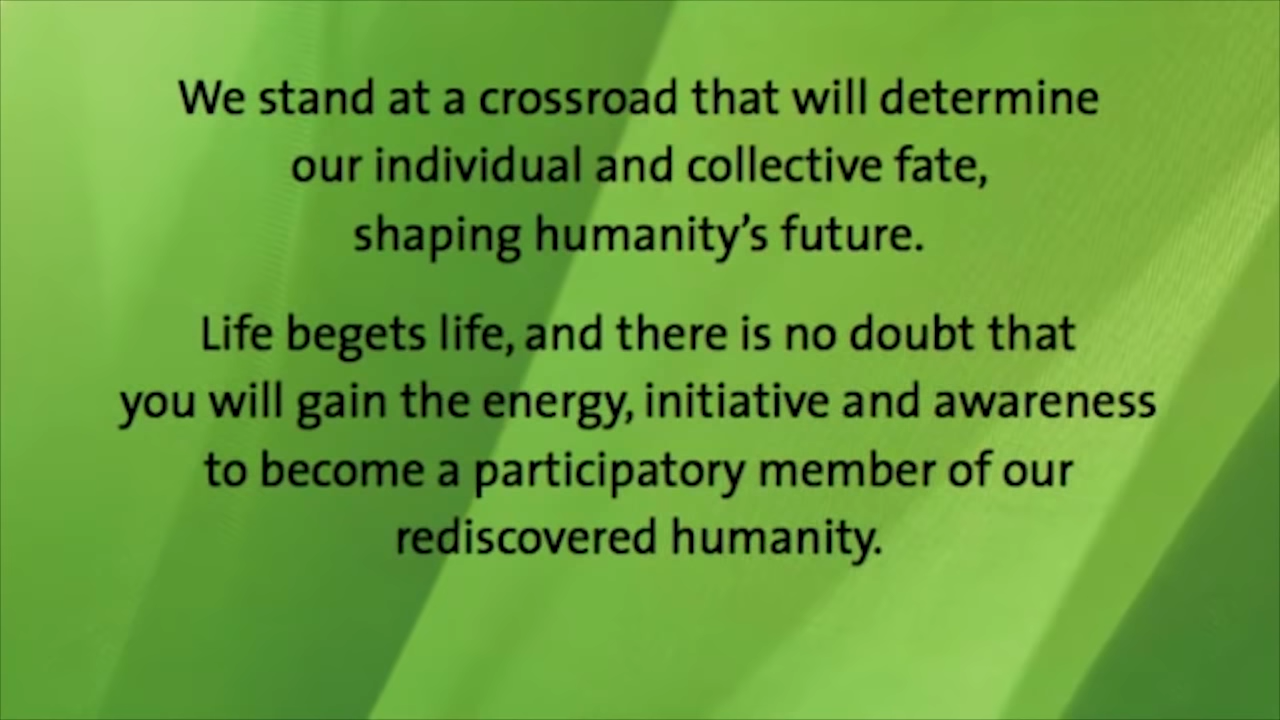 We stand at a crossroad that will determine
our individual and collective fate,
shaping humanity’s future.
Life begets life, and there is no doubt that
you will gain the energy, initiative and awareness
to become a participatory member of our
rediscovered humanity.